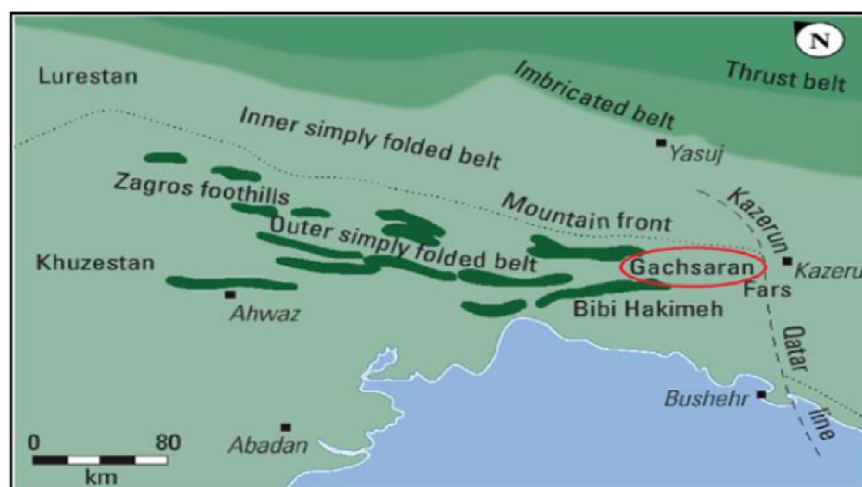 N
Lurestan
Thrust belt
Imbricated belt
Inner simply folded belt
Yasuj
Zagros foothills
Kazerun
Mountain front
Outer simply folded belt
Khuzestan
Gachsaran
Kazerun
Fars
Ahwaz
Bibi Hakimeh
Qatar
Bushehr
line
Abadan
0 80
km